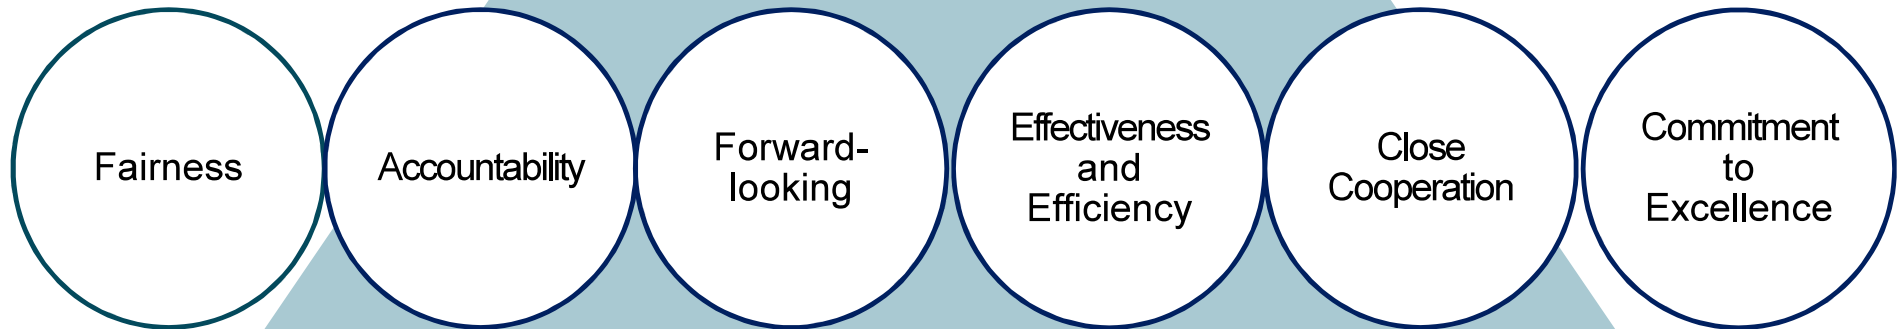 Fairness
Accountability
Forward-
looking
Effectiveness
and
Efficiency
Close
Cooperation
Commitment
to
Excellence